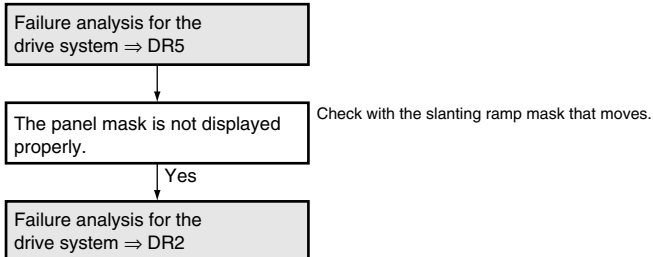 Failure analysis for the
drive system ⇒ DR5
The panel mask is not displayed
properly.
Check with the slanting ramp mask that moves.
Yes
Failure analysis for the
drive system ⇒ DR2